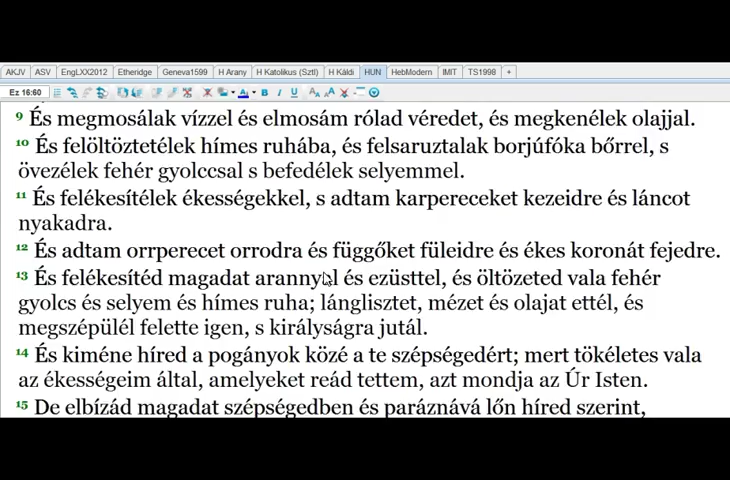 AKJV ASV EngLXX2012 Etheridge Geneva1599 H Arany H Katolikus (SztI) H Káldi HUN HebModern IMIT TS1998 +
Ez 16:60 A B I U A A A A
9 És megmosálak vízzel és elmosám rólad véredet, és megkenélek olajjal.
10 És felöltöztetélek hímes ruhába, és felsaruztalak borjúfóka bőrrel, s
övezélek fehér gyolccsal s befedélek selyemmel.
11 És felékesítélek ékességekkel, s adtam karpereceket kezeidre és láncot
nyakadra.
12 És adtam orrperecet orrodra és függőket füleidre és ékes koronát fejedre.
13 És felékesítéd magadat arannyal és ezüsttel, és öltözeted vala fehér
gyolcs és selyem és hímes ruha; lánglisztet, mézet és olajat ettél, és
megszépülél felette igen, s királyságra jutál.
14 És kiméne híred a pogányok közé a te szépségedért; mert tökéletes vala
az ékességeim által, amelyeket reád tettem, azt mondja az Úr Isten.
15 De elbízád magadat szépségedben és paráznává lőn híred szerint,